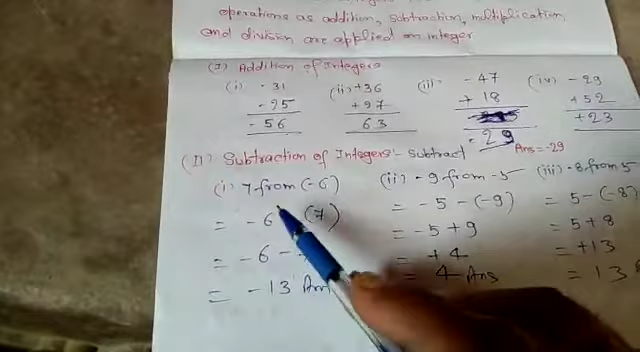 operations as addition, subtraction, multiplication,
and division are applied on integer
(I) Addition of Integers
(i) -31 (ii) +36 (iii) -47 (iv) -29
-25 +27 + 18 +52
-56 63 -29 +23
Ans=-29
(II) Subtraction of Integers:- Subtract
(i) 7 from (-6) (ii) -9 from -5 (iii) -8 from 5
= -6 (7) = -5-(-9) = 5-(-8)
= -6 - = -5+9 = 5+8
= +4 = +13
= -13 = 4 Ans = 13